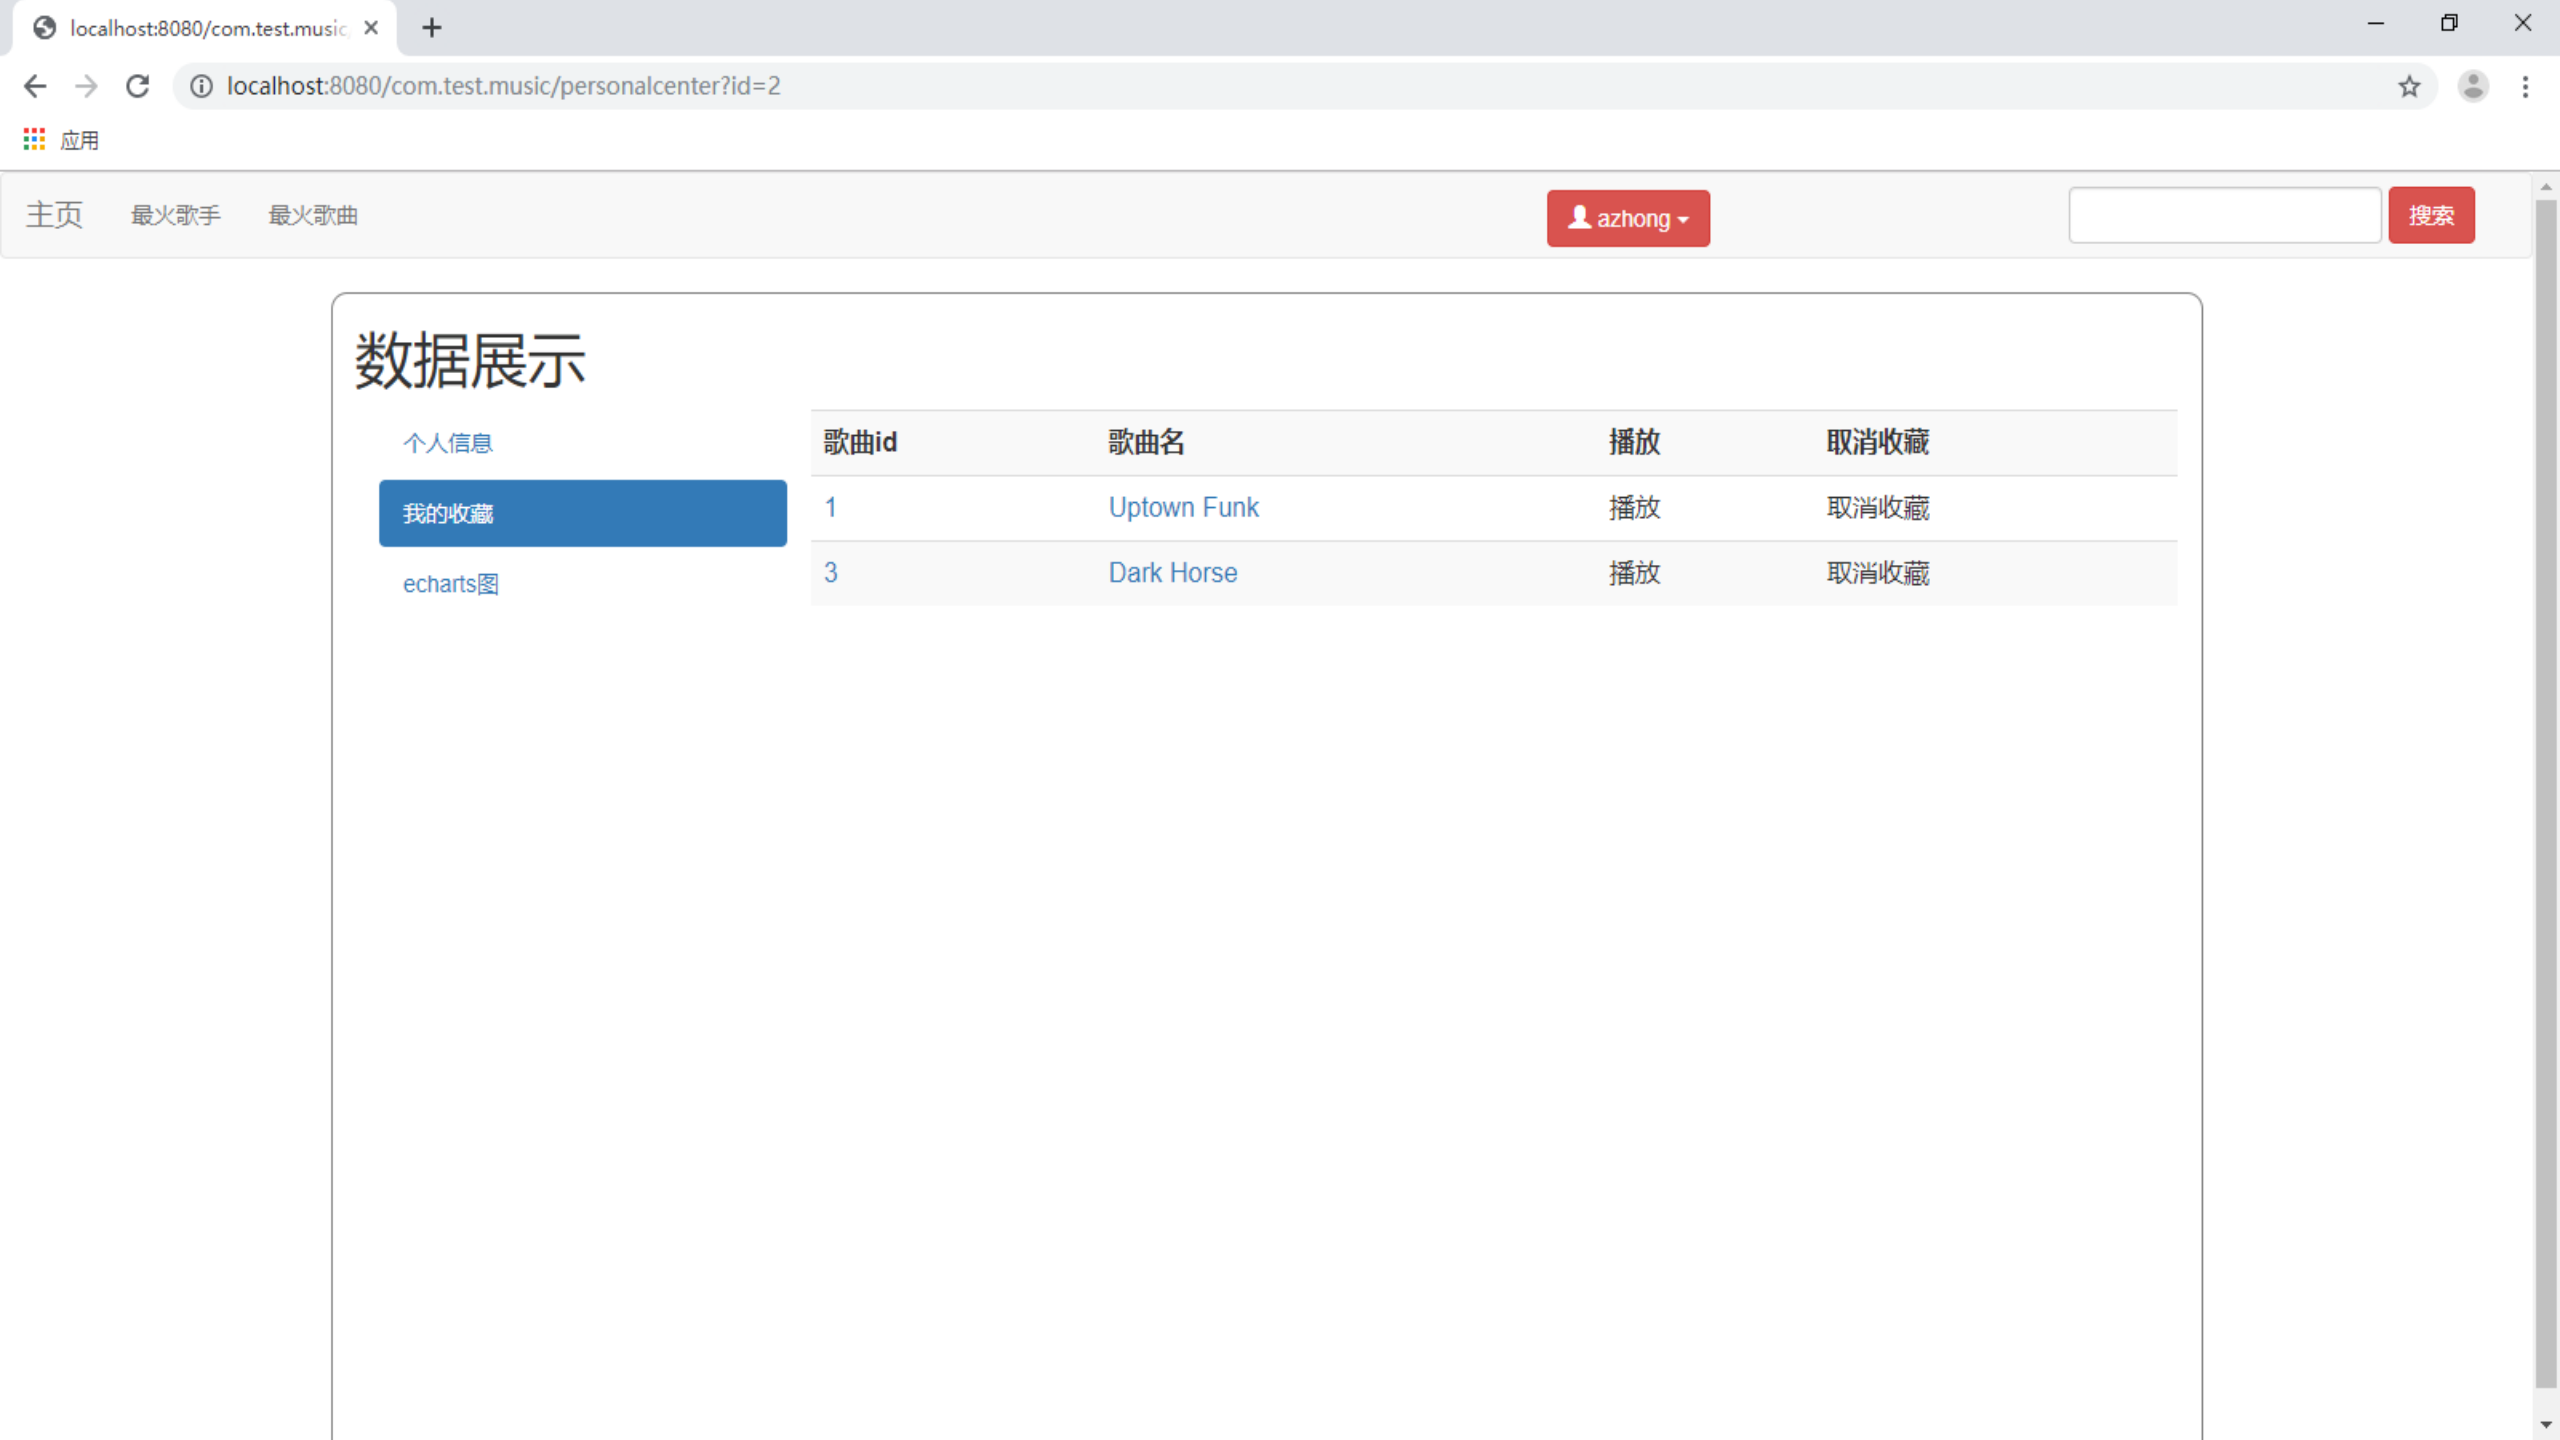 localhost:8080/com.test.music
localhost:8080/com.test.music/personalcenter?id=2
应用
主页 最火歌手 最火歌曲 azhong 搜索
数据展示
个人信息
我的收藏
echarts图
歌曲id 歌曲名 播放 取消收藏
1 Uptown Funk 播放 取消收藏
3 Dark Horse 播放 取消收藏